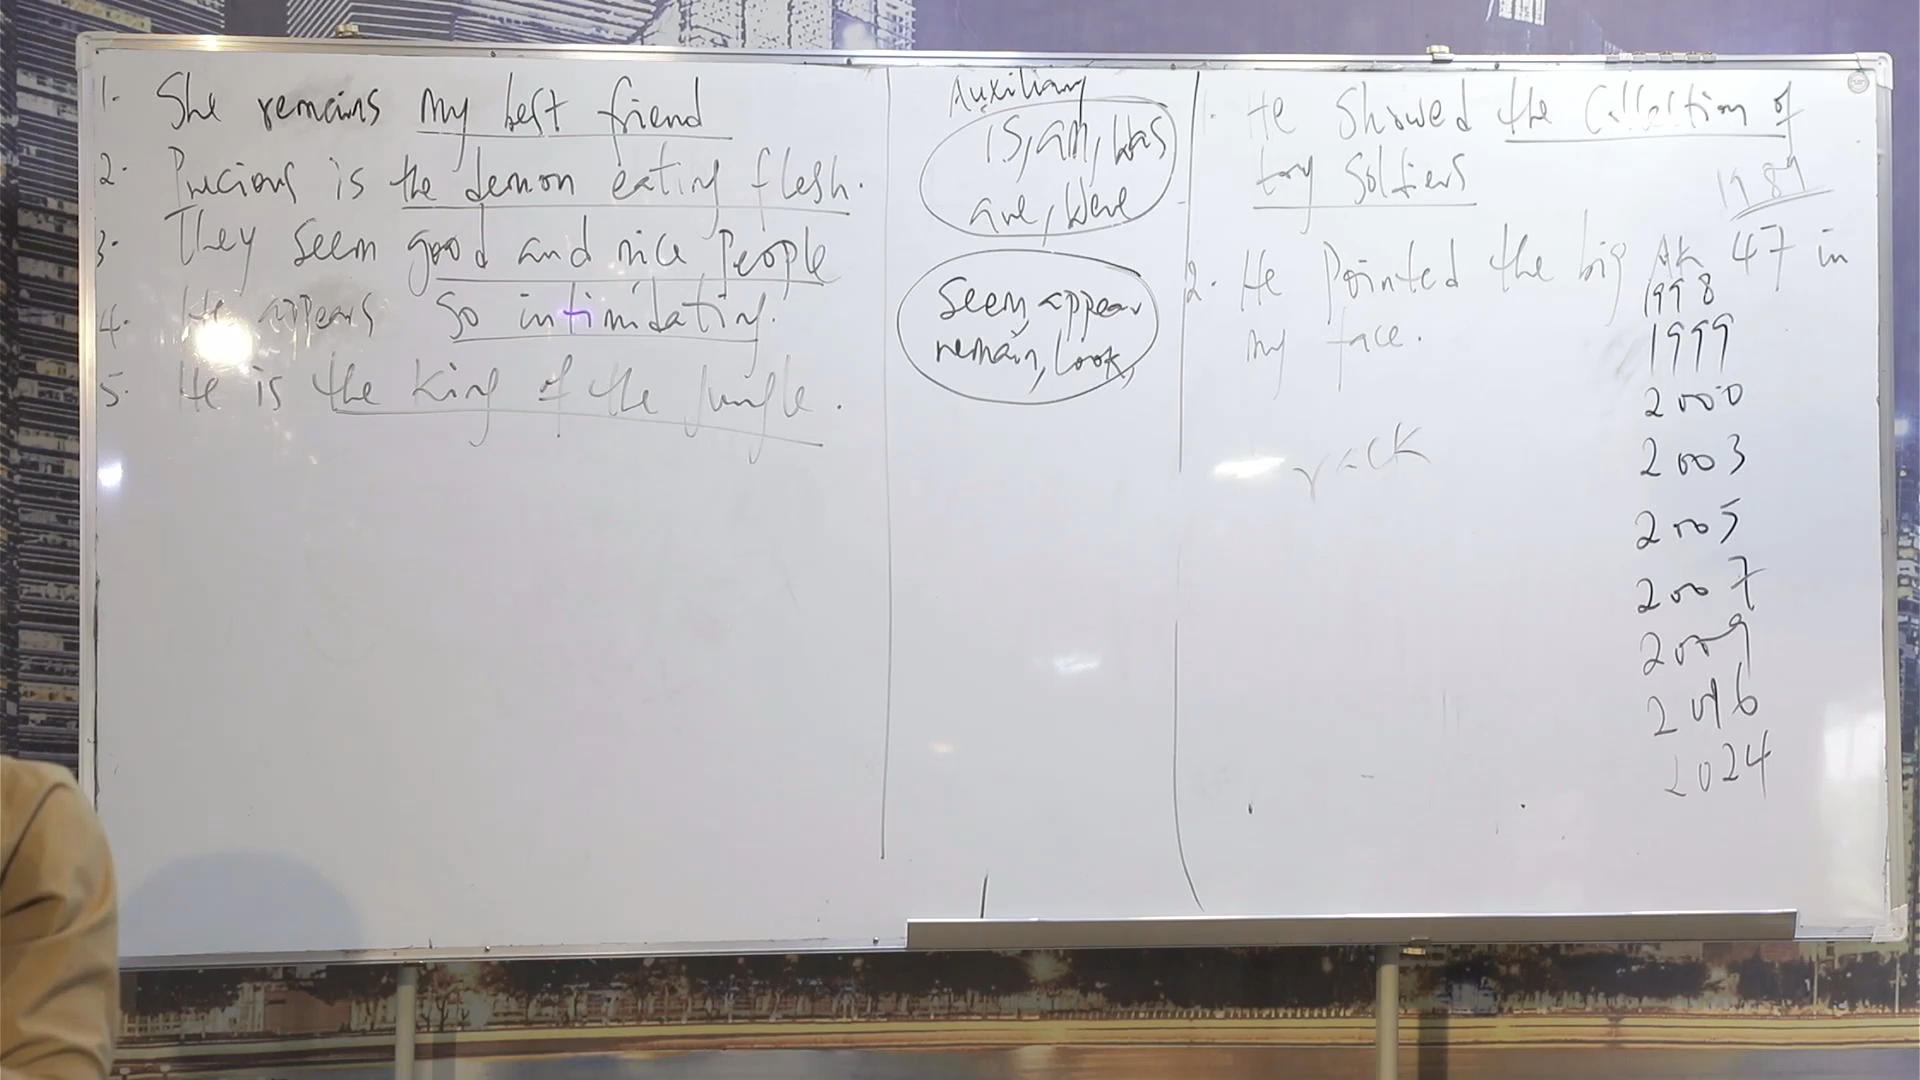 1. She remains my best friend
2. Precious is the demon eating flesh.
3. They seem good and nice people
4. He appears so intimidating.
5. He is the king of the jungle.
Auxiliary
is, am, was
are, were
Seem, appear
remain, look,
1. He showed the collection of
toy soldiers
1989
2. He pointed the big AK 47 in
my face.
1998
1999
2000
2003
2005
2007
2009
2016
2024